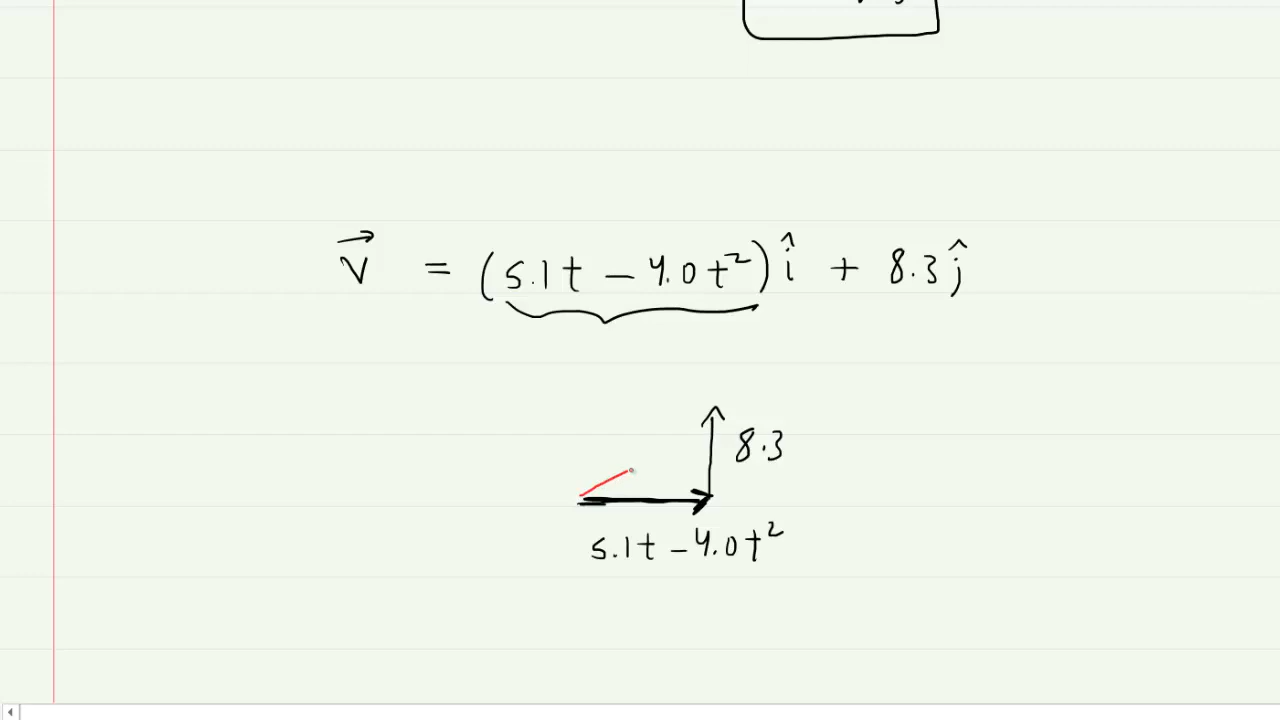 v⃗ = (5.1t − 4.0t²) î + 8.3 ĵ
8.3
5.1t − 4.0t²